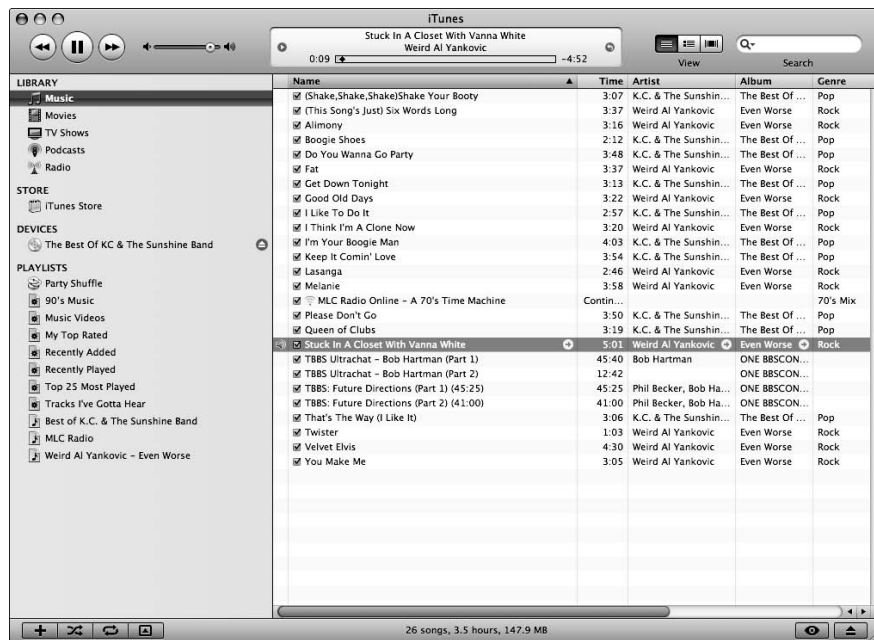 iTunes
Stuck In A Closet With Vanna White
Weird Al Yankovic
0:09 -4:52
View
Search
LIBRARY
Music
Movies
TV Shows
Podcasts
Radio
STORE
iTunes Store
DEVICES
The Best Of KC & The Sunshine Band
PLAYLISTS
Party Shuffle
90's Music
Music Videos
My Top Rated
Recently Added
Recently Played
Top 25 Most Played
Tracks I've Gotta Hear
Best of K.C. & The Sunshine Band
MLC Radio
Weird Al Yankovic - Even Worse
Name Time Artist Album Genre
(Shake,Shake,Shake)Shake Your Booty 3:07 K.C. & The Sunshin... The Best Of ... Pop
(This Song's Just) Six Words Long 3:37 Weird Al Yankovic Even Worse Rock
Alimony 3:16 Weird Al Yankovic Even Worse Rock
Boogie Shoes 2:12 K.C. & The Sunshin... The Best Of ... Pop
Do You Wanna Go Party 3:48 K.C. & The Sunshin... The Best Of ... Pop
Fat 3:37 Weird Al Yankovic Even Worse Rock
Get Down Tonight 3:13 K.C. & The Sunshin... The Best Of ... Pop
Good Old Days 3:22 Weird Al Yankovic Even Worse Rock
I Like To Do It 2:57 K.C. & The Sunshin... The Best Of ... Pop
I Think I'm A Clone Now 3:20 Weird Al Yankovic Even Worse Rock
I'm Your Boogie Man 4:03 K.C. & The Sunshin... The Best Of ... Pop
Keep It Comin' Love 3:54 K.C. & The Sunshin... The Best Of ... Pop
Lasanga 2:46 Weird Al Yankovic Even Worse Rock
Melanie 3:58 Weird Al Yankovic Even Worse Rock
MLC Radio Online - A 70's Time Machine Contin... 70's Mix
Please Don't Go 3:50 K.C. & The Sunshin... The Best Of ... Pop
Queen of Clubs 3:19 K.C. & The Sunshin... The Best Of ... Pop
Stuck In A Closet With Vanna White 5:01 Weird Al Yankovic Even Worse Rock
TBBS Ultrachat - Bob Hartman (Part 1) 45:40 Bob Hartman ONE BBSCON...
TBBS Ultrachat - Bob Hartman (Part 2) 12:42 ONE BBSCON...
TBBS: Future Directions (Part 1) (45:25) 45:25 Phil Becker, Bob Ha... ONE BBSCON...
TBBS: Future Directions (Part 2) (41:00) 41:00 Phil Becker, Bob Ha... ONE BBSCON...
That's The Way (I Like It) 3:06 K.C. & The Sunshin... The Best Of ... Pop
Twister 1:03 Weird Al Yankovic Even Worse Rock
Velvet Elvis 4:30 Weird Al Yankovic Even Worse Rock
You Make Me 3:05 Weird Al Yankovic Even Worse Rock
26 songs, 3.5 hours, 147.9 MB